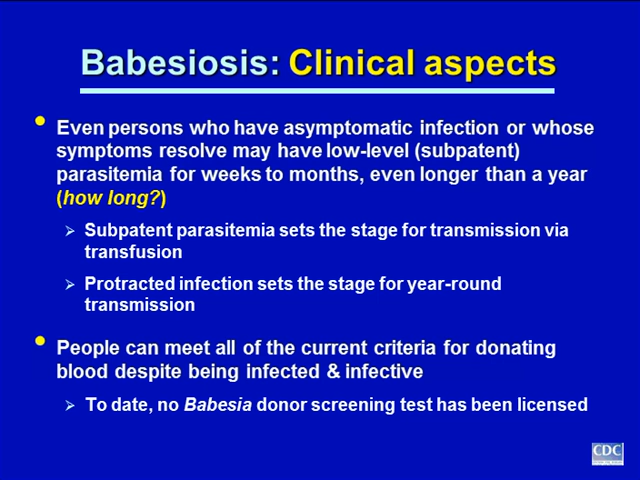 Babesiosis: Clinical aspects
• Even persons who have asymptomatic infection or whose
symptoms resolve may have low-level (subpatent)
parasitemia for weeks to months, even longer than a year
(how long?)
➢ Subpatent parasitemia sets the stage for transmission via
transfusion
➢ Protracted infection sets the stage for year-round
transmission
• People can meet all of the current criteria for donating
blood despite being infected & infective
➢ To date, no Babesia donor screening test has been licensed
CDC